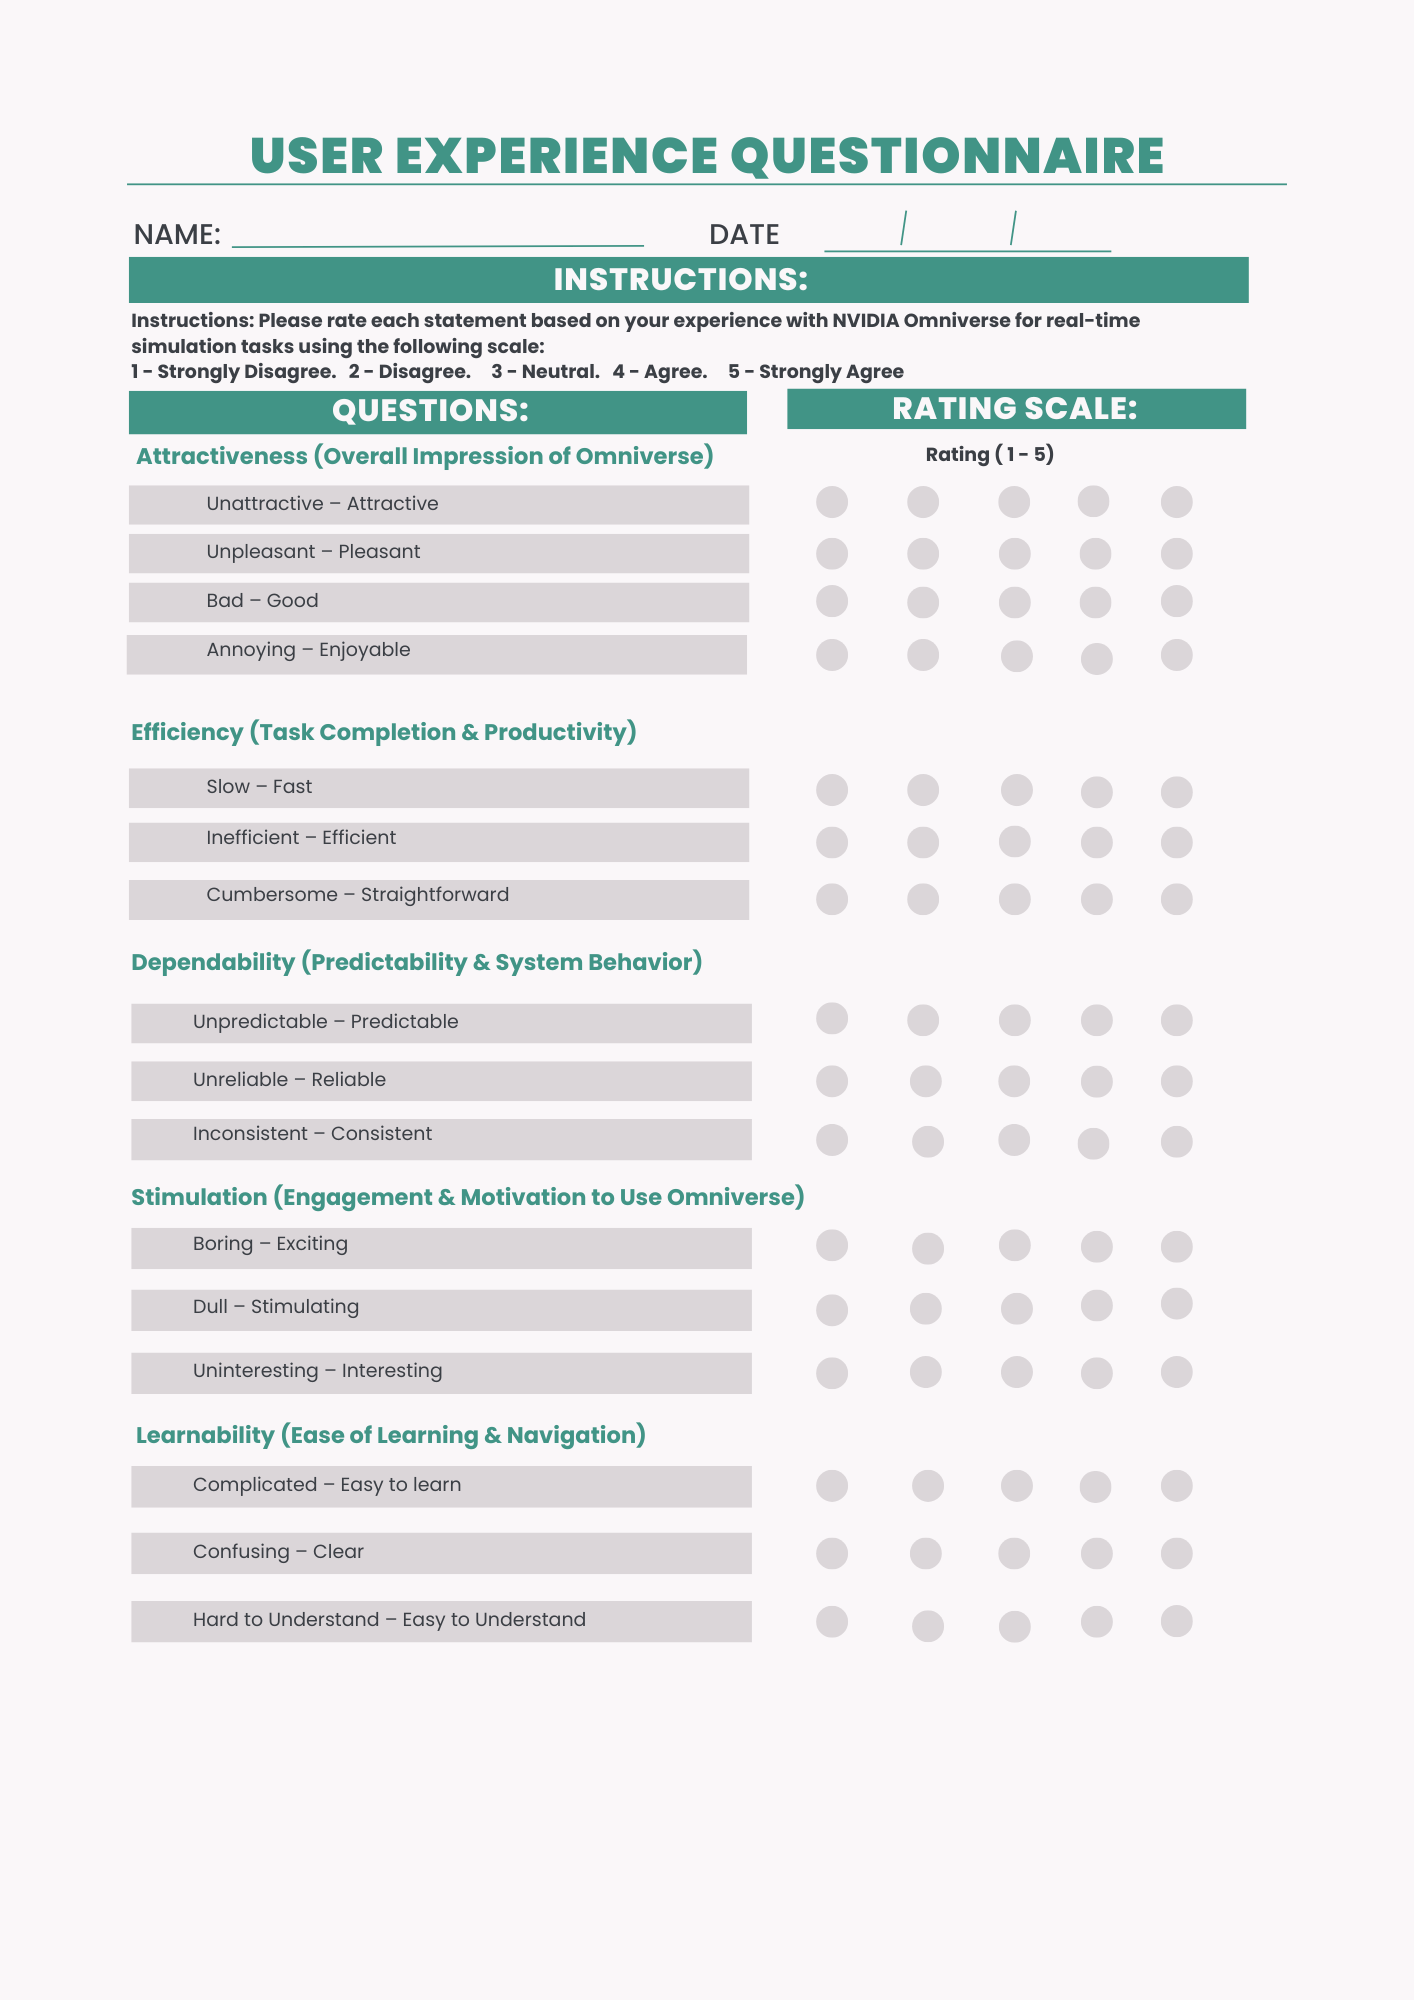 USER EXPERIENCE QUESTIONNAIRE
NAME: DATE / /
INSTRUCTIONS:
Instructions: Please rate each statement based on your experience with NVIDIA Omniverse for real-time
simulation tasks using the following scale:
1 - Strongly Disagree. 2 - Disagree. 3 - Neutral. 4 - Agree. 5 - Strongly Agree
QUESTIONS: RATING SCALE:
Attractiveness (Overall Impression of Omniverse) Rating ( 1 - 5)
Unattractive – Attractive
Unpleasant – Pleasant
Bad – Good
Annoying – Enjoyable
Efficiency (Task Completion & Productivity)
Slow – Fast
Inefficient – Efficient
Cumbersome – Straightforward
Dependability (Predictability & System Behavior)
Unpredictable – Predictable
Unreliable – Reliable
Inconsistent – Consistent
Stimulation (Engagement & Motivation to Use Omniverse)
Boring – Exciting
Dull – Stimulating
Uninteresting – Interesting
Learnability (Ease of Learning & Navigation)
Complicated – Easy to learn
Confusing – Clear
Hard to Understand – Easy to Understand